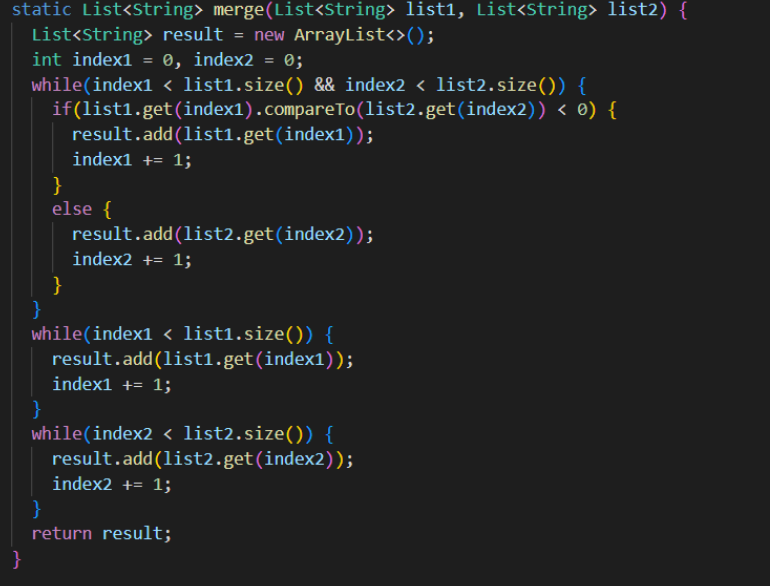 static List<String> merge(List<String> list1, List<String> list2) {
  List<String> result = new ArrayList<>();
  int index1 = 0, index2 = 0;
  while(index1 < list1.size() && index2 < list2.size()) {
    if(list1.get(index1).compareTo(list2.get(index2)) < 0) {
      result.add(list1.get(index1));
      index1 += 1;
    }
    else {
      result.add(list2.get(index2));
      index2 += 1;
    }
  }
  while(index1 < list1.size()) {
    result.add(list1.get(index1));
    index1 += 1;
  }
  while(index2 < list2.size()) {
    result.add(list2.get(index2));
    index2 += 1;
  }
  return result;
}